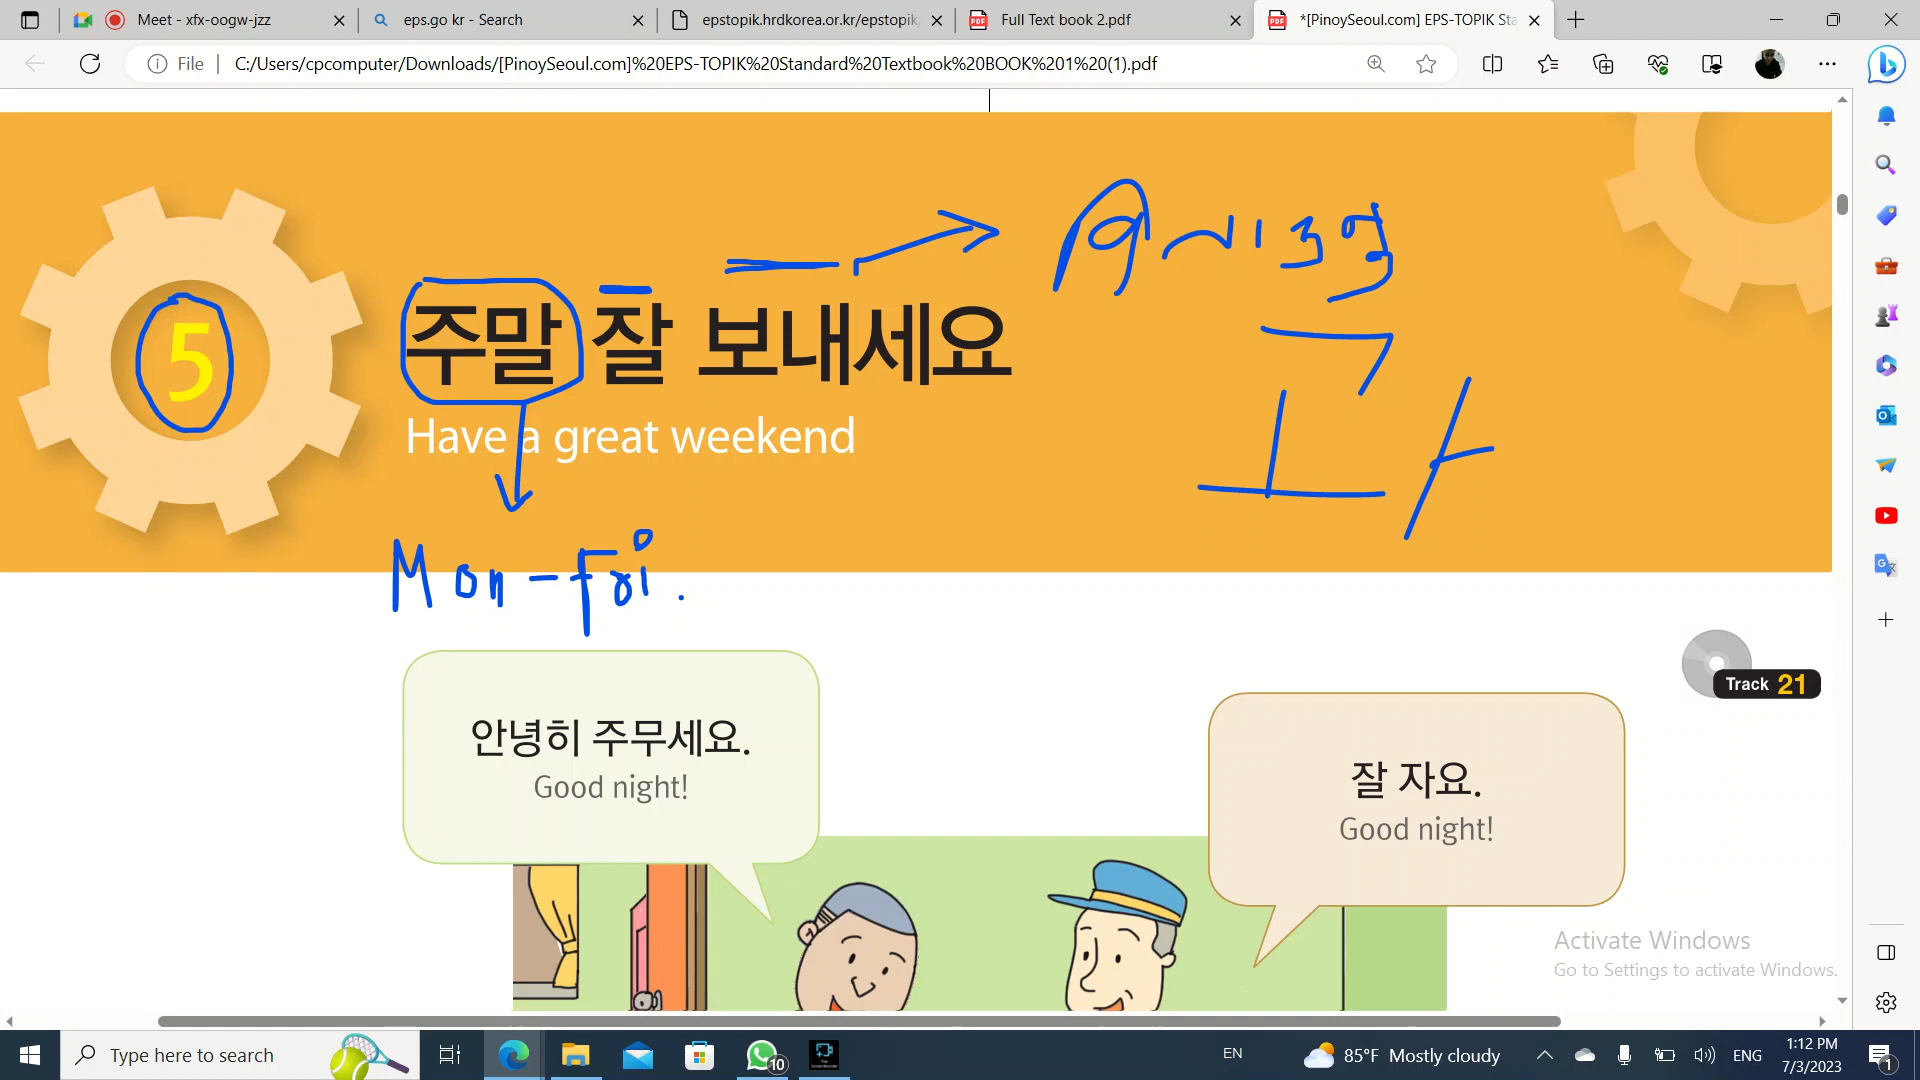 Meet - xfx-oogw-jzz
eps.go kr - Search
epstopik.hrdkorea.or.kr/epstopik
Full Text book 2.pdf
*[PinoySeoul.com] EPS-TOPIK Sta
File
C:/Users/cpcomputer/Downloads/[PinoySeoul.com]%20EPS-TOPIK%20Standard%20Textbook%20BOOK%201%20(1).pdf
5
주말 잘 보내세요
Have a great weekend
Mon - Fri.
Track 21
안녕히 주무세요.
Good night!
잘 자요.
Good night!
Activate Windows
Go to Settings to activate Windows.
Type here to search
10
EN
85°F Mostly cloudy
ENG
1:12 PM
7/3/2023
1